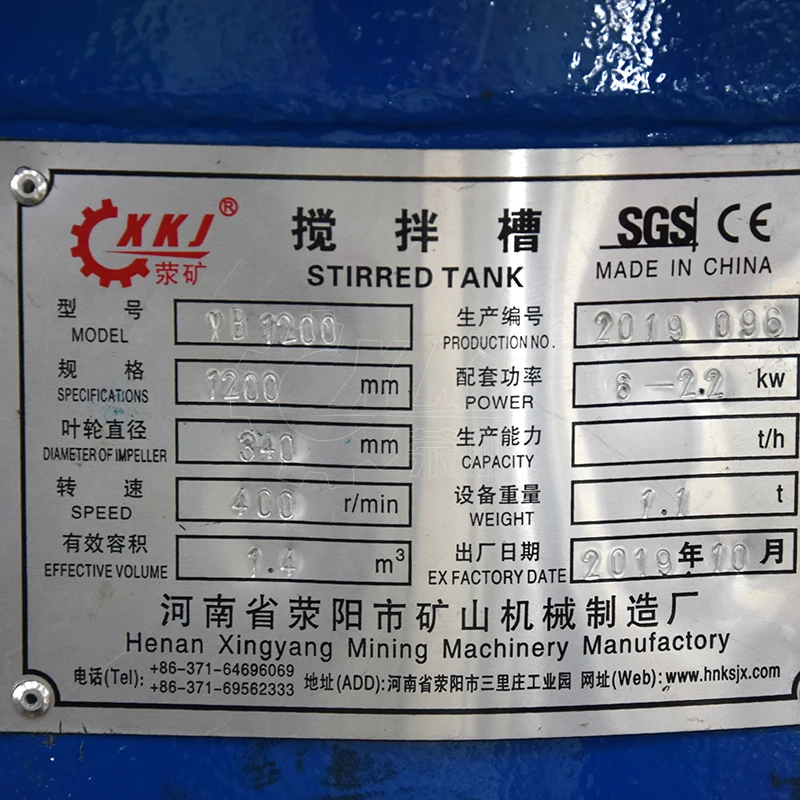 XKJ®
荥矿
搅拌槽
STIRRED TANK
SGS CE
MADE IN CHINA
型号 XB 1200
MODEL
生产编号 2019 096
PRODUCTION NO.
规格 1200 mm
SPECIFICATIONS
配套功率 6-2.2 kw
POWER
叶轮直径 340 mm
DIAMETER OF IMPELLER
生产能力 t/h
CAPACITY
转速 400 r/min
SPEED
设备重量 1.1 t
WEIGHT
有效容积 1.4 m³
EFFECTIVE VOLUME
出厂日期 2019年10月
EX FACTORY DATE
河南省荥阳市矿山机械制造厂
Henan Xingyang Mining Machinery Manufactory
电话(Tel): +86-371-64696069
+86-371-69562333
地址(ADD):河南省荥阳市三里庄工业园 网址(Web): www.hnksjx.com